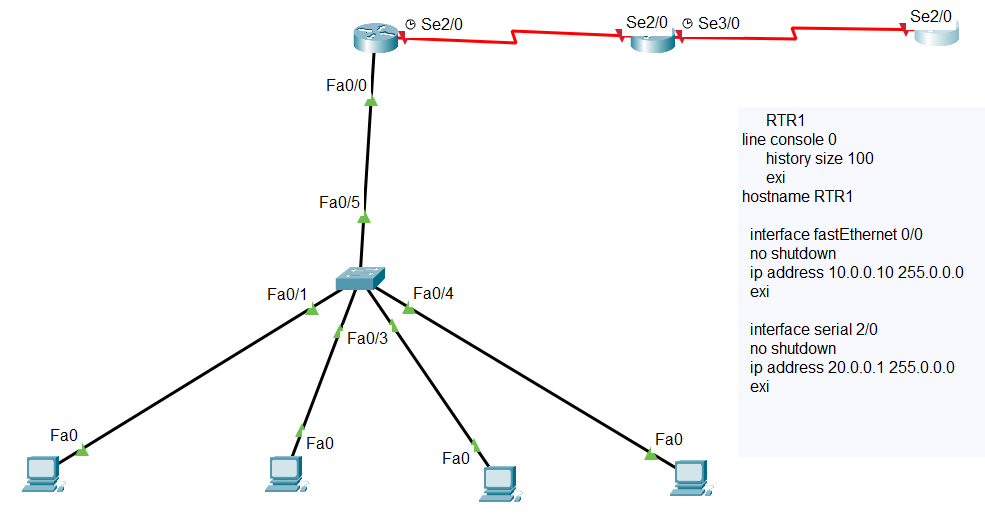 Se2/0
Se2/0
Se3/0
Se2/0
Fa0/0
Fa0/5
Fa0/1
Fa0/4
Fa0/3
Fa0
Fa0
Fa0
Fa0
RTR1
line console 0
history size 100
exi
hostname RTR1
interface fastEthernet 0/0
no shutdown
ip address 10.0.0.10 255.0.0.0
exi
interface serial 2/0
no shutdown
ip address 20.0.0.1 255.0.0.0
exi